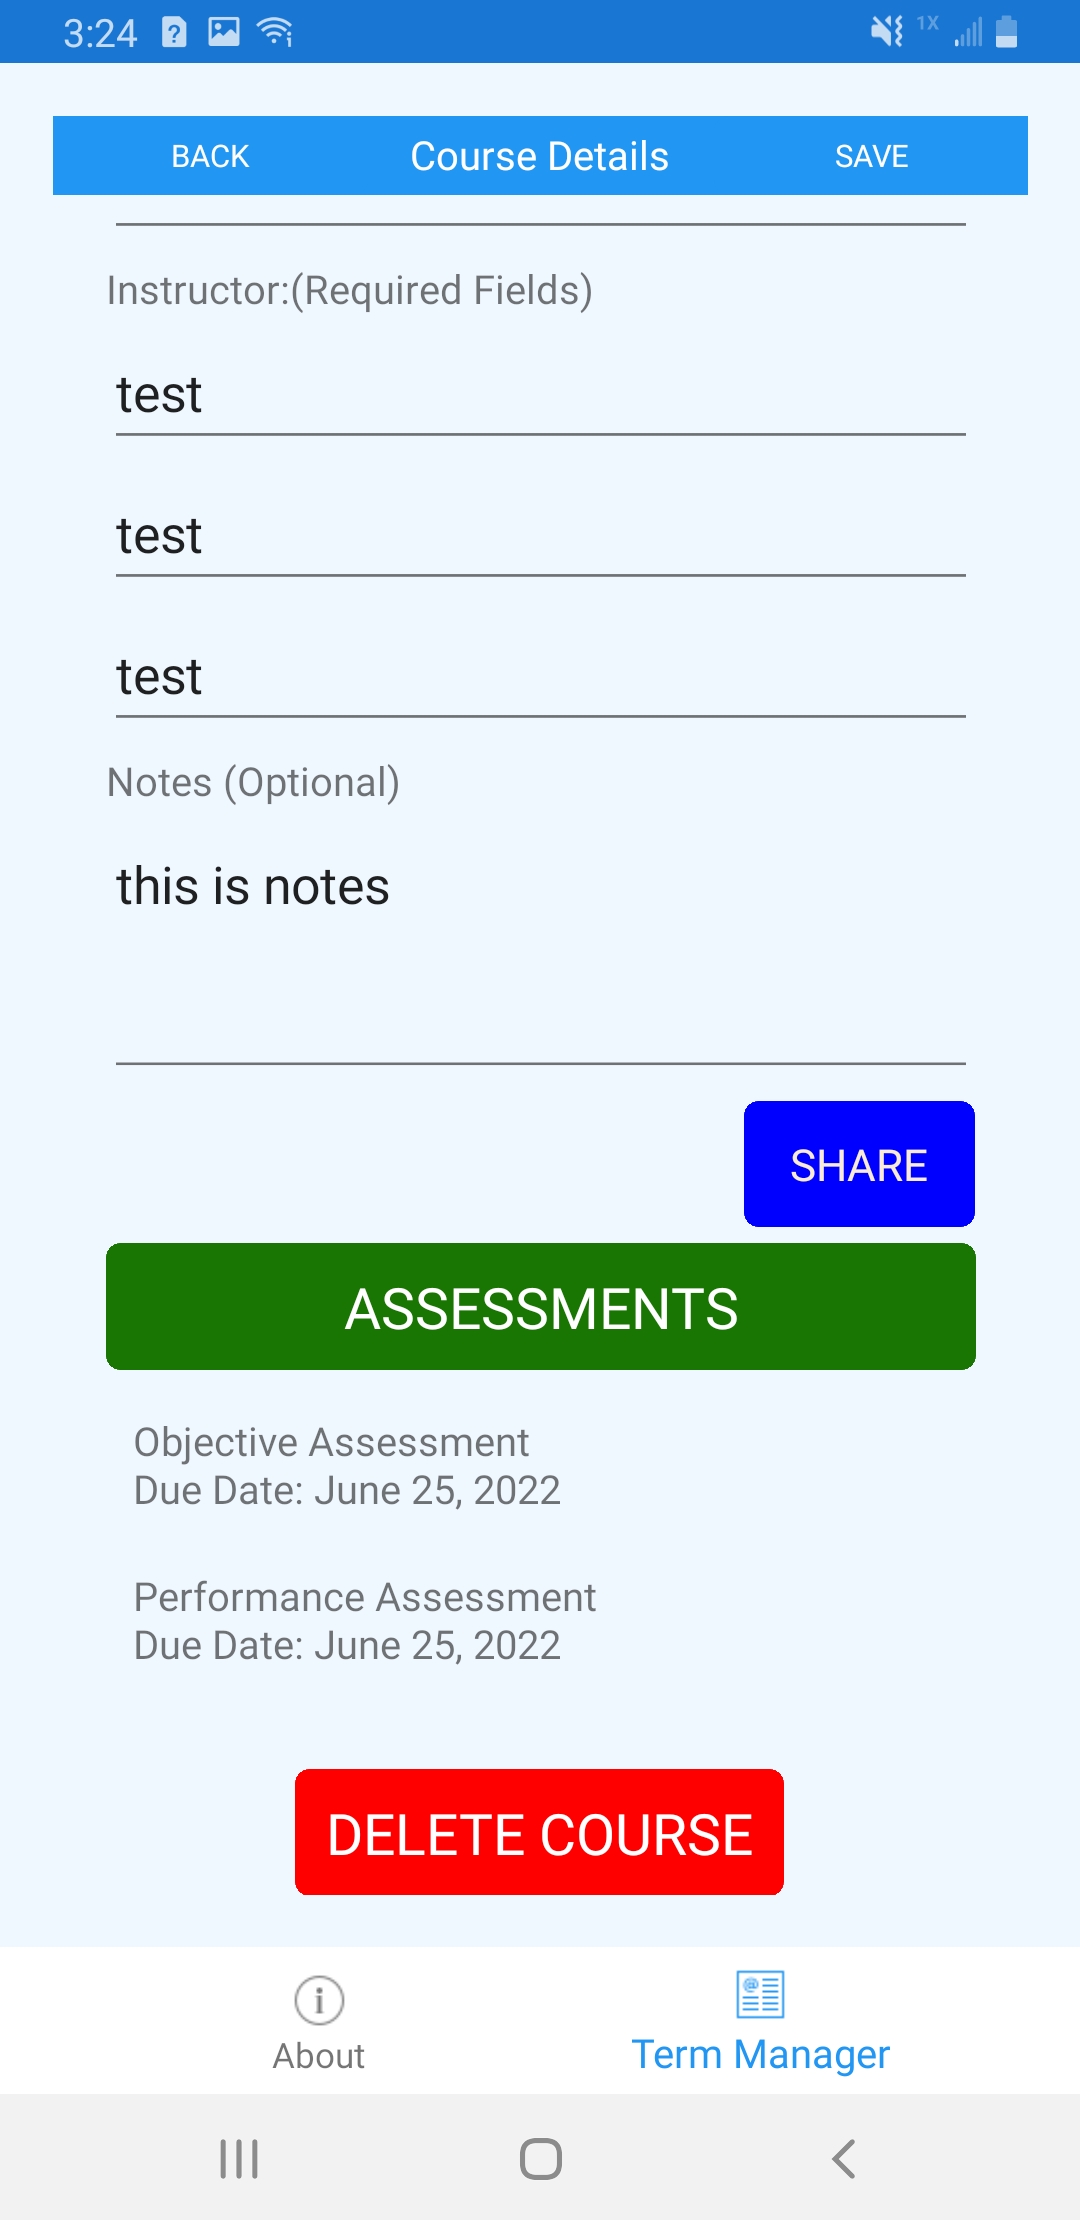 3:24
1X
BACK
Course Details
SAVE
Instructor:(Required Fields)
test
test
test
Notes (Optional)
this is notes
SHARE
ASSESSMENTS
Objective Assessment
Due Date: June 25, 2022
Performance Assessment
Due Date: June 25, 2022
DELETE COURSE
About
Term Manager